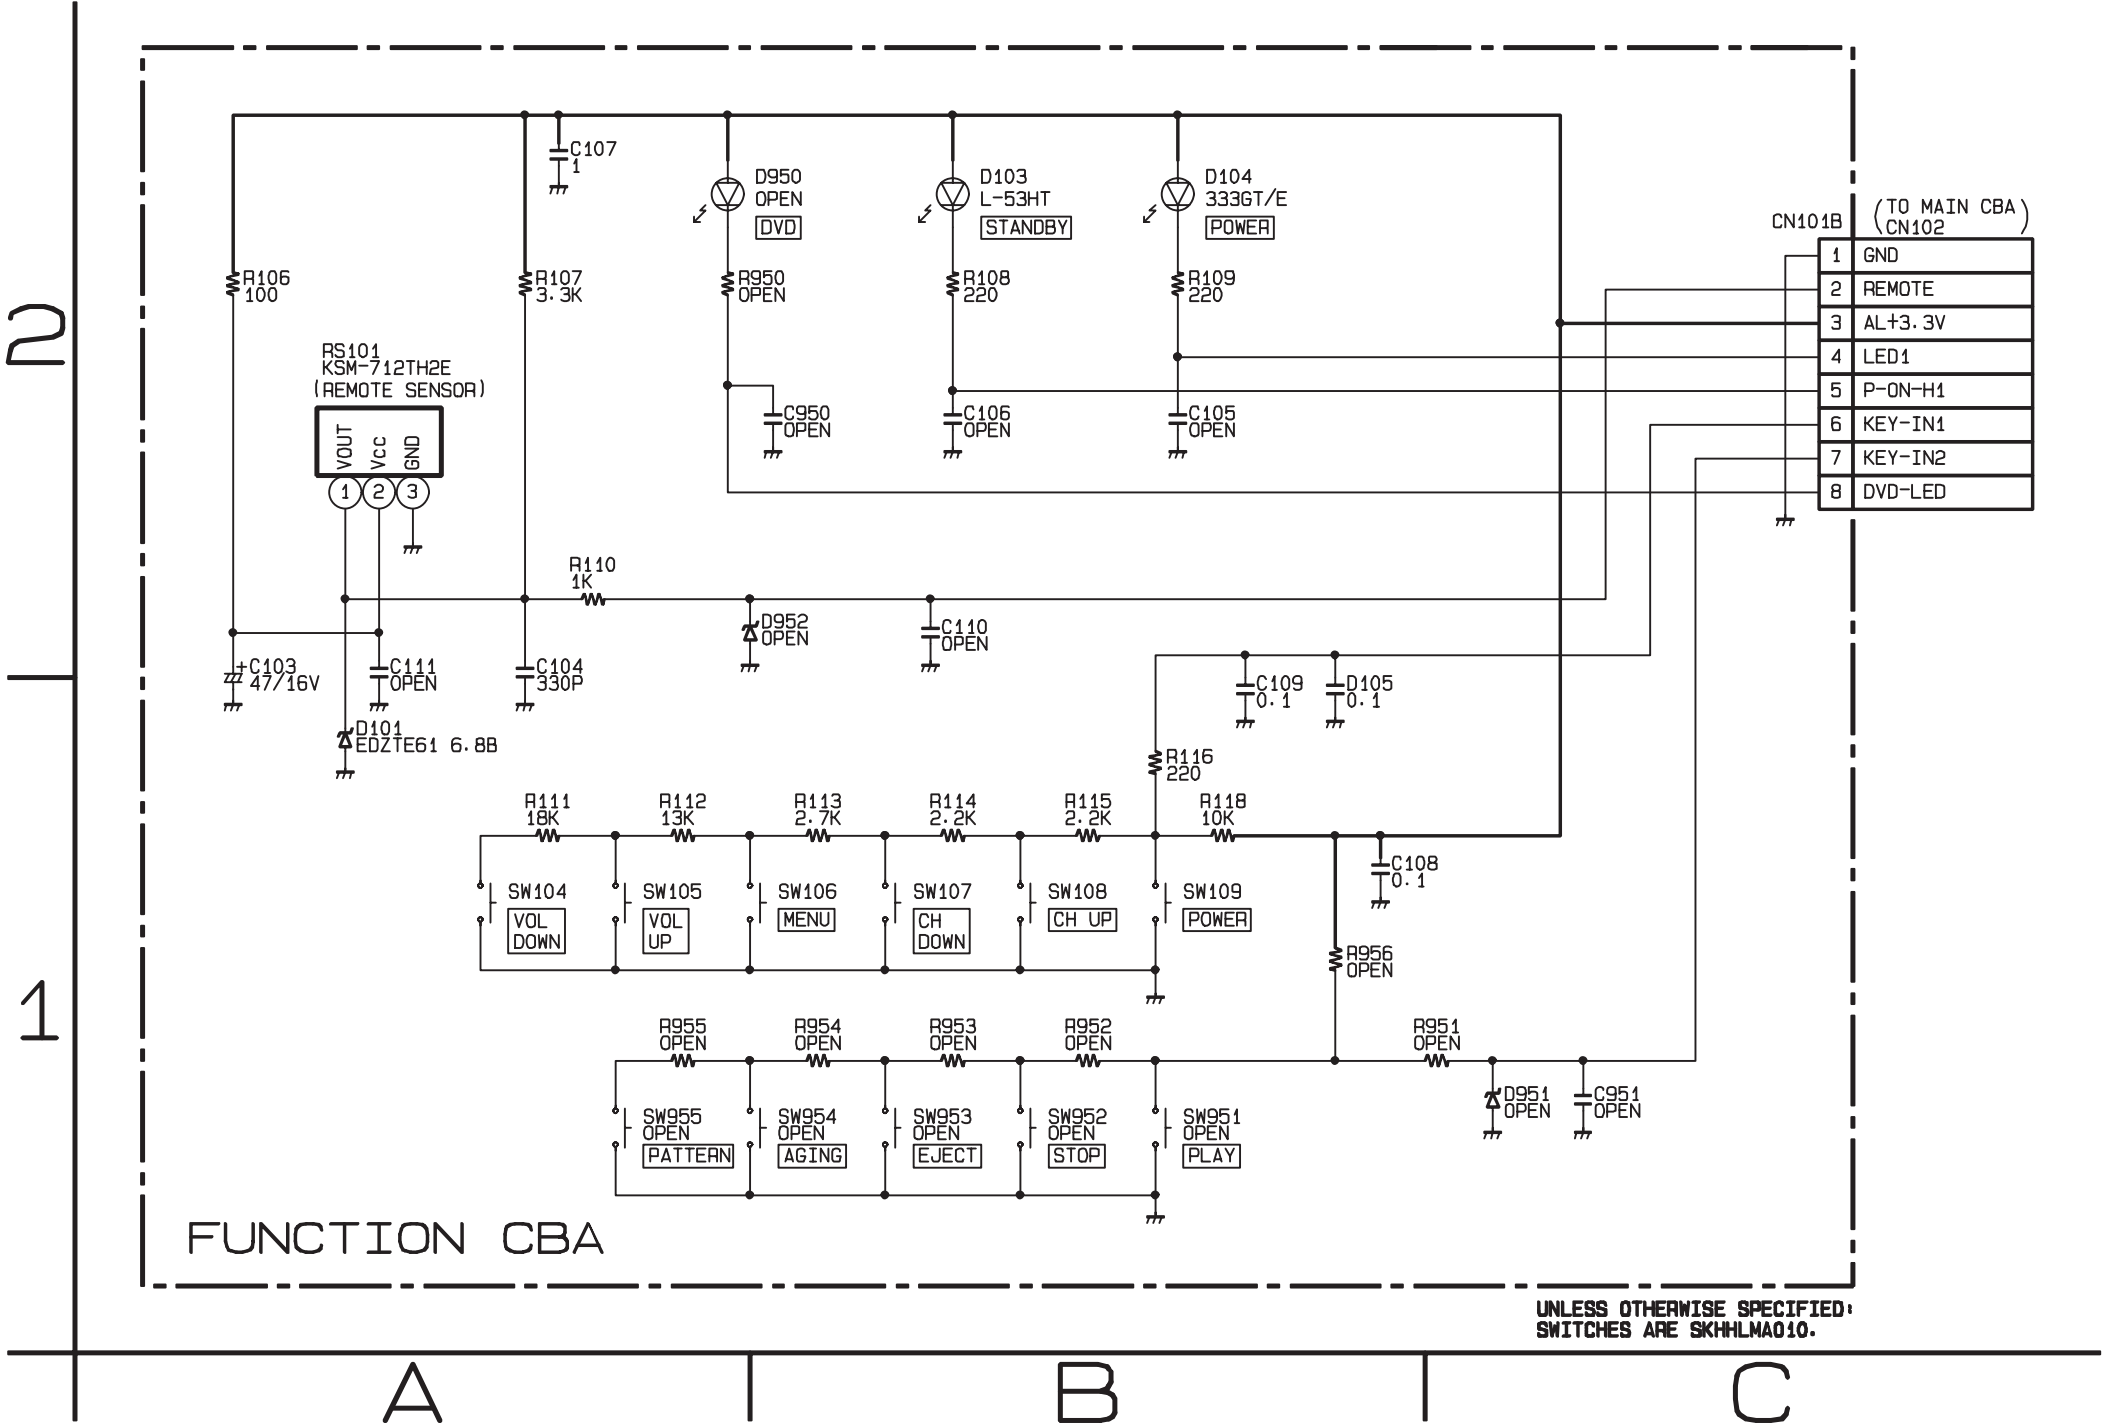 C107
1
D950
OPEN
DVD
D103
L-53HT
STANDBY
D104
333GT/E
POWER
(TO MAIN CBA)
CN102
CN101B
1 GND
2 REMOTE
3 AL+3.3V
4 LED1
5 P-ON-H1
6 KEY-IN1
7 KEY-IN2
8 DVD-LED
R106
100
R107
3.3K
R950
OPEN
R108
220
R109
220
2
RS101
KSM-712TH2E
(REMOTE SENSOR)
VOUT
VCC
GND
1 2 3
C950
OPEN
C106
OPEN
C105
OPEN
R110
1K
D952
OPEN
C110
OPEN
+C103
47/16V
C111
OPEN
C104
330P
C109
0.1
D105
0.1
D101
EDZTE61 6.8B
R116
220
R111
18K
R112
13K
R113
2.7K
R114
2.2K
R115
2.2K
R118
10K
C108
0.1
SW104
VOL
DOWN
SW105
VOL
UP
SW106
MENU
SW107
CH
DOWN
SW108
CH UP
SW109
POWER
R956
OPEN
1
R955
OPEN
R954
OPEN
R953
OPEN
R952
OPEN
R951
OPEN
D951
OPEN
C951
OPEN
SW955
OPEN
PATTERN
SW954
OPEN
AGING
SW953
OPEN
EJECT
SW952
OPEN
STOP
SW951
OPEN
PLAY
FUNCTION CBA
UNLESS OTHERWISE SPECIFIED:
SWITCHES ARE SKHHLMA010.
A B C